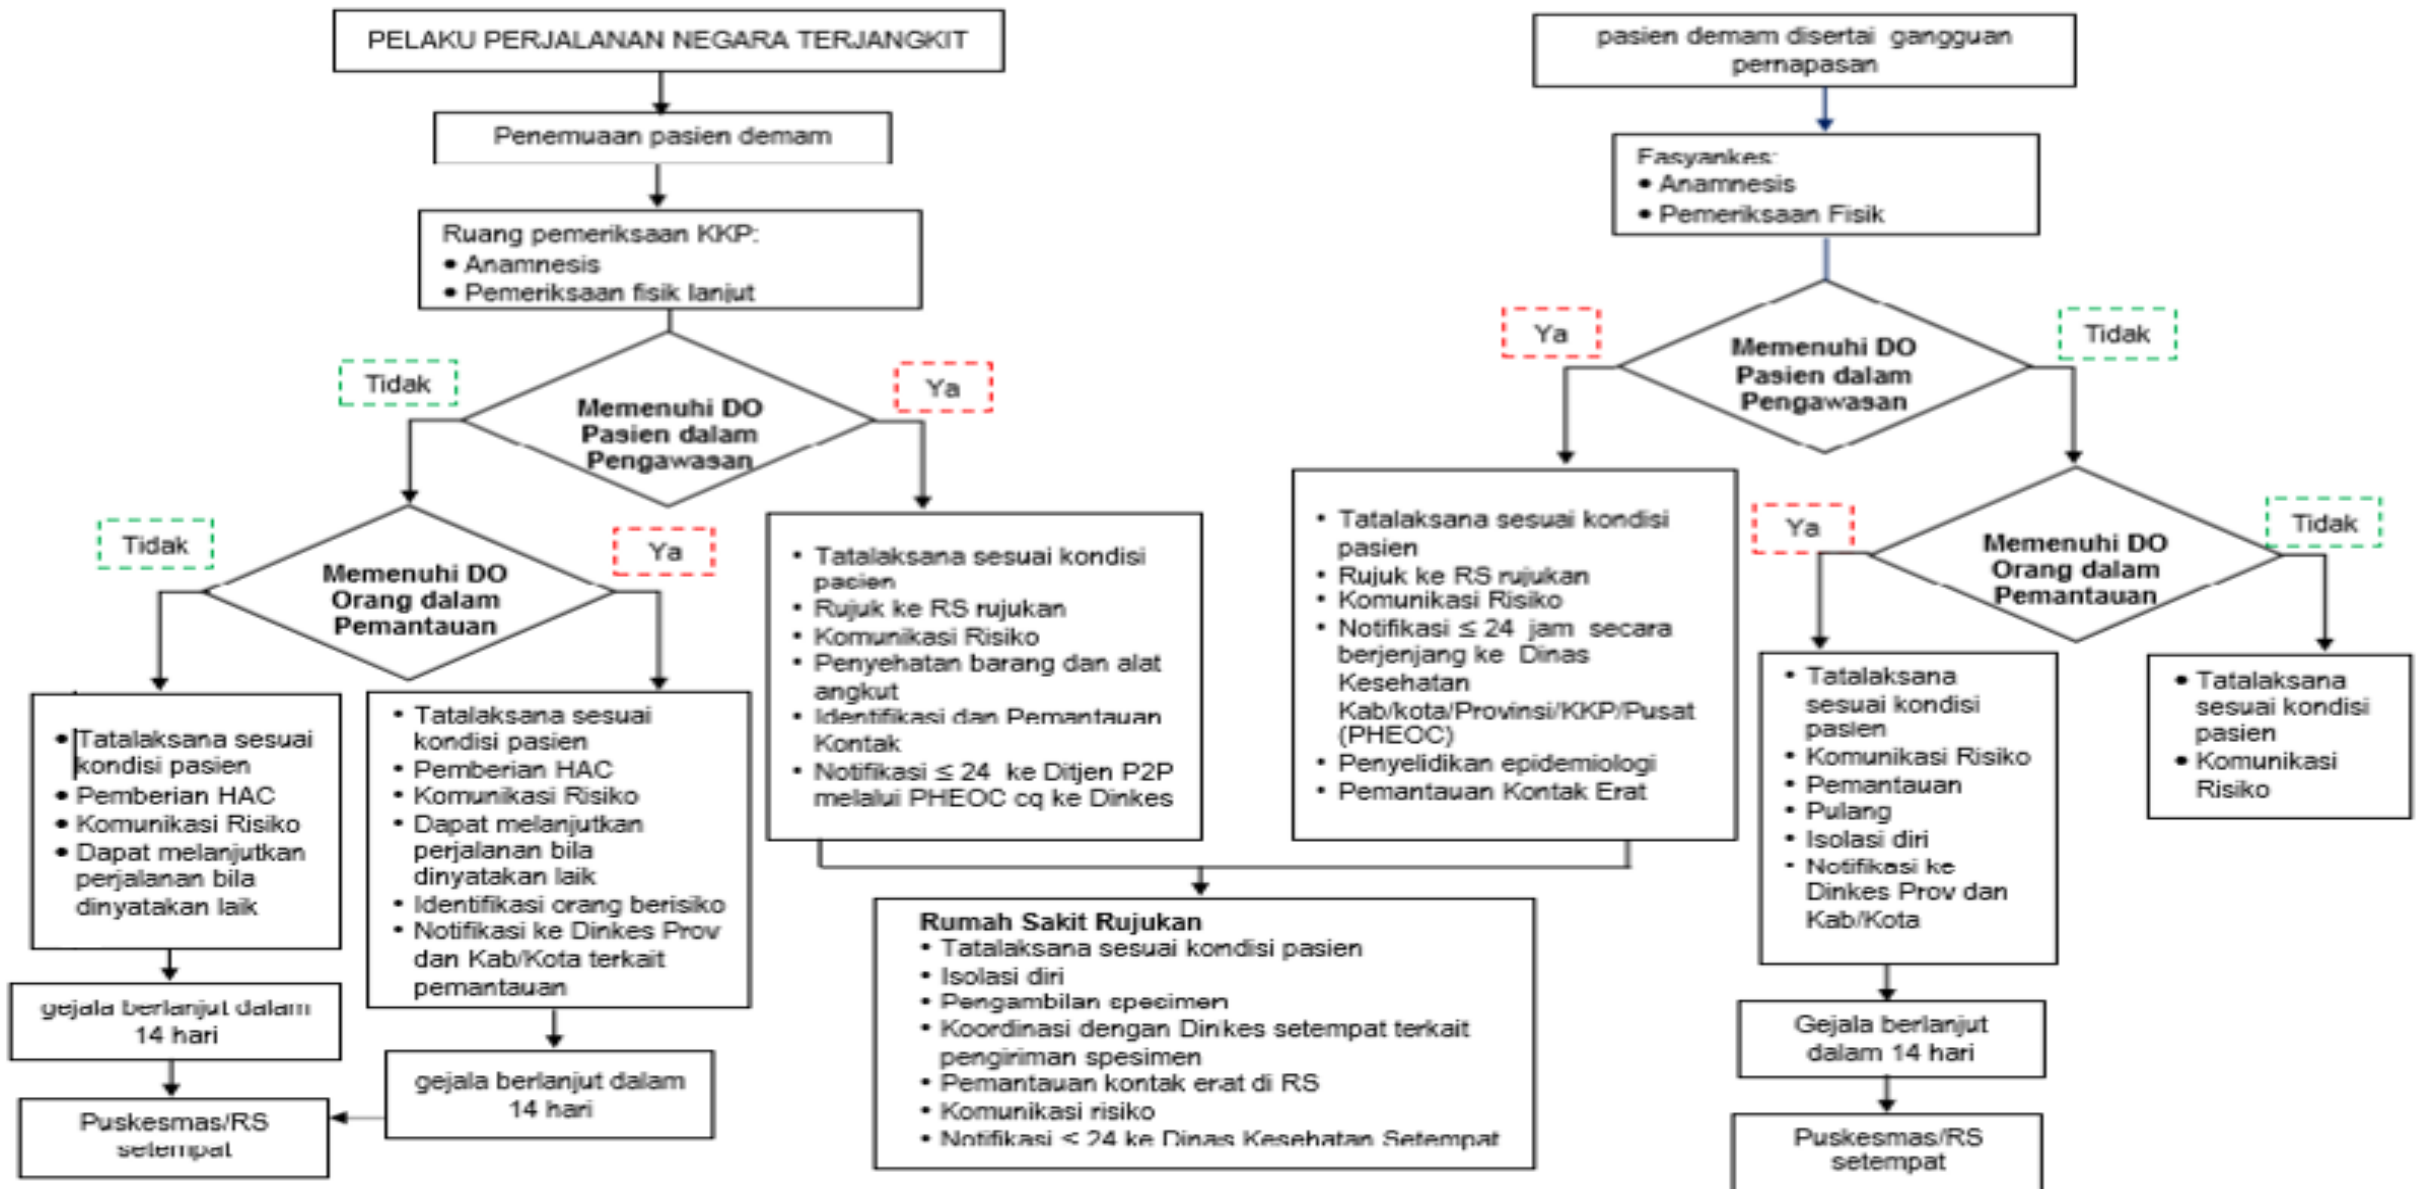 PELAKU PERJALANAN NEGARA TERJANGKIT
Penemuaan pasien demam
Ruang pemeriksaan KKP:
• Anamnesis
• Pemeriksaan fisik lanjut
Tidak
Ya
Memenuhi DO
Pasien dalam
Pengawasan
Tidak
Ya
Memenuhi DO
Orang dalam
Pemantauan
• Tatalaksana sesuai
kondisi pasien
• Pemberian HAC
• Komunikasi Risiko
• Dapat melanjutkan
perjalanan bila
dinyatakan laik
gejala berlanjut dalam
14 hari
Puskesmas/RS
setempat
• Tatalaksana sesuai
kondisi pasien
• Pemberian HAC
• Komunikasi Risiko
• Dapat melanjutkan
perjalanan bila
dinyatakan laik
• Identifikasi orang berisiko
• Notifikasi ke Dinkes Prov
dan Kab/Kota terkait
pemantauan
gejala berlanjut dalam
14 hari
• Tatalaksana sesuai kondisi
pasien
• Rujuk ke RS rujukan
• Komunikasi Risiko
• Penyehatan barang dan alat
angkut
• Identifikasi dan Pemantauan
Kontak
• Notifikasi ≤ 24 ke Ditjen P2P
melalui PHEOC cq ke Dinkes
pasien demam disertai gangguan
pernapasan
Fasyankes:
• Anamnesis
• Pemeriksaan Fisik
Ya
Tidak
Memenuhi DO
Pasien dalam
Pengawasan
• Tatalaksana sesuai kondisi
pasien
• Rujuk ke RS rujukan
• Komunikasi Risiko
• Notifikasi ≤ 24 jam secara
berjenjang ke Dinas
Kesehatan
Kab/kota/Provinsi/KKP/Pusat
(PHEOC)
• Penyelidikan epidemiologi
• Pemantauan Kontak Erat
Ya
Tidak
Memenuhi DO
Orang dalam
Pemantauan
• Tatalaksana
sesuai kondisi
pasien
• Komunikasi Risiko
• Pemantauan
• Pulang
• Isolasi diri
• Notifikasi ke
Dinkes Prov dan
Kab/Kota
Gejala berlanjut
dalam 14 hari
Puskesmas/RS
setempat
• Tatalaksana
sesuai kondisi
pasien
• Komunikasi
Risiko
Rumah Sakit Rujukan
• Tatalaksana sesuai kondisi pasien
• Isolasi diri
• Pengambilan spesimen
• Koordinasi dengan Dinkes setempat terkait
pengiriman spesimen
• Pemantauan kontak erat di RS
• Komunikasi risiko
• Notifikasi ≤ 24 ke Dinas Kesehatan Setempat